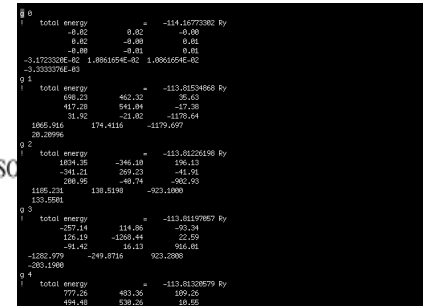 g 0
! total energy = -114.16773302 Ry
-0.02 0.02 -0.00
0.02 -0.00 0.01
-0.00 -0.01 0.01
-3.1723320E-02 1.0861654E-02 1.0861654E-02
-3.3333376E-03
g 1
! total energy = -113.81534868 Ry
698.23 462.32 35.63
417.28 541.04 -17.38
31.92 -21.02 -1178.64
1065.916 174.4116 -1179.697
20.20996
g 2
! total energy = -113.81226198 Ry
1034.35 -346.10 196.13
-341.21 269.23 -41.91
200.95 -40.74 -902.93
1185.231 138.5198 -923.1000
133.5501
SO
g 3
! total energy = -113.81197057 Ry
-257.14 114.86 -93.34
126.19 -1268.44 22.59
-91.42 16.13 916.01
-1282.979 -249.8716 923.2808
-203.1900
g 4
! total energy = -113.81320579 Ry
777.26 483.36 109.26
494.48 530.26 10.55